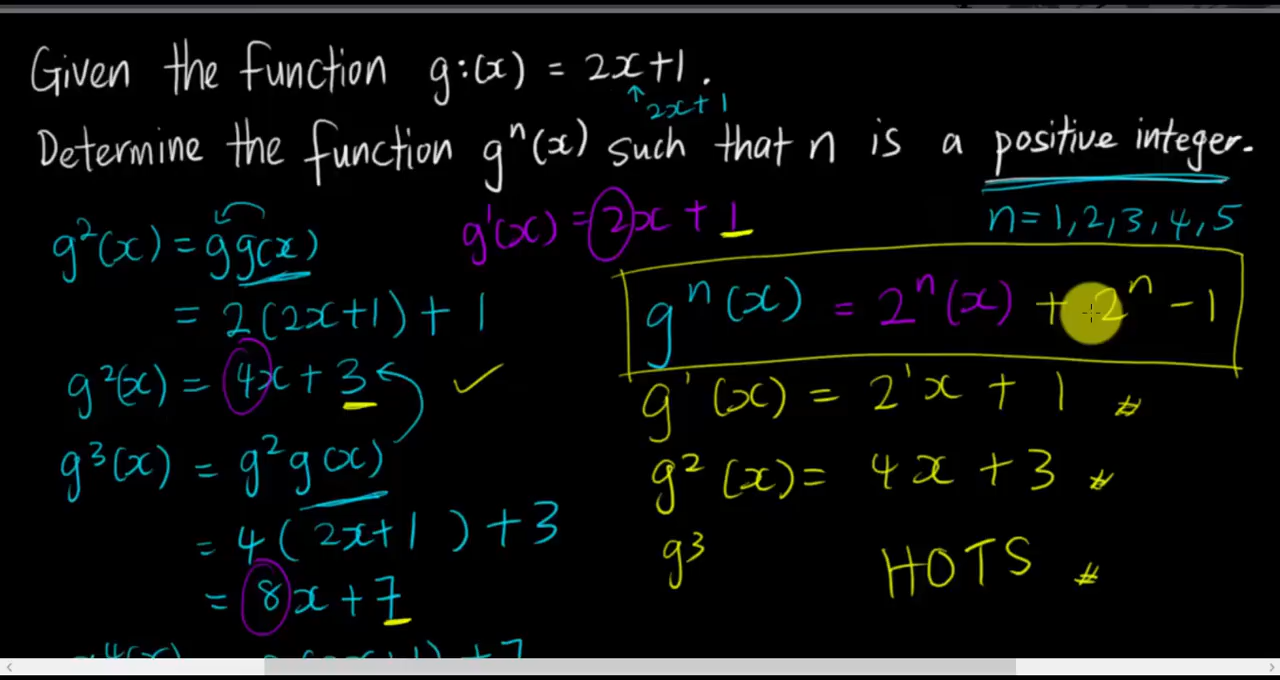 Given the function g:(x) = 2x+1.
2x+1
Determine the function gⁿ(x) such that n is a positive integer.
n=1,2,3,4,5
g²(x) = gg(x)
= 2(2x+1)+1
g²(x) = 4x+3
g³(x) = g²g(x)
= 4(2x+1)+3
= 8x+7
g¹(x) = 2x+1
gⁿ(x) = 2ⁿ(x) + 2ⁿ-1
g¹(x) = 2¹x + 1
g²(x) = 4x+3
g³
HOTS